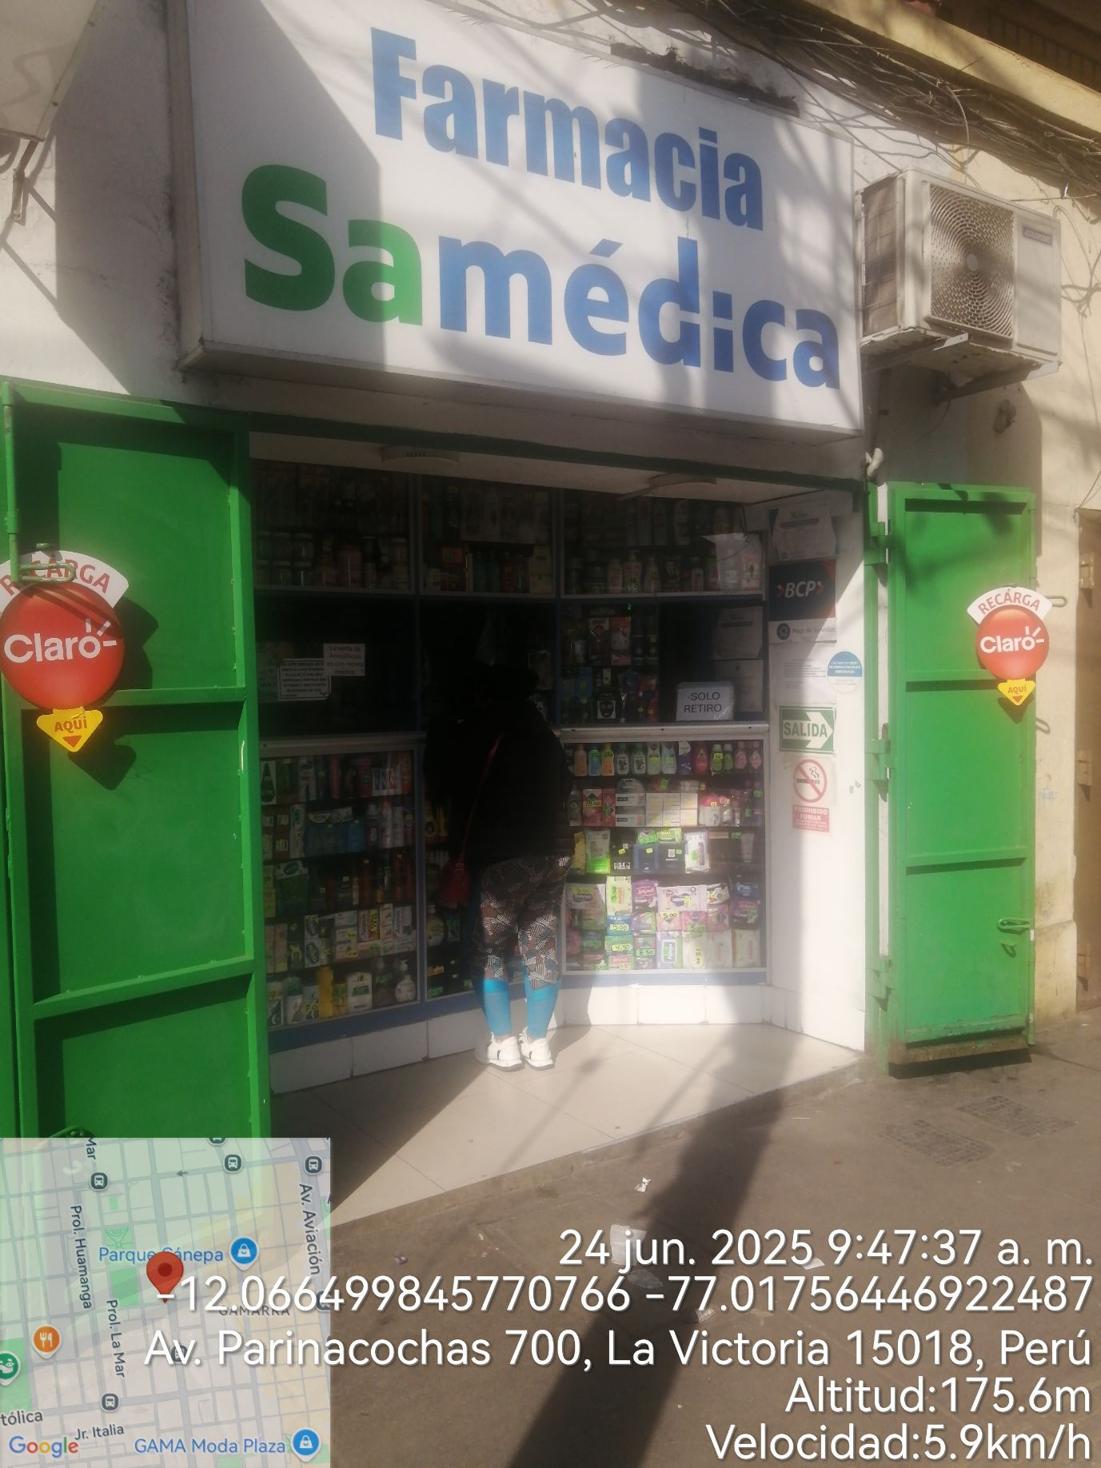 Farmacia
Samédica
RECARGA
Claro
AQUÍ
BCP
SOLO
RETIRO
SALIDA
PROHIBIDO
FUMAR
RECARGA
Claro
AQUÍ
Parque Cánepa
Av. Aviación
Prol. Huamanga
Prol. La Mar
GAMARRA
Jr. Italia
GAMA Moda Plaza
Google
24 jun. 2025 9:47:37 a. m.
-12.066499845770766 -77.01756446922487
Av. Parinacochas 700, La Victoria 15018, Perú
Altitud:175.6m
Velocidad:5.9km/h